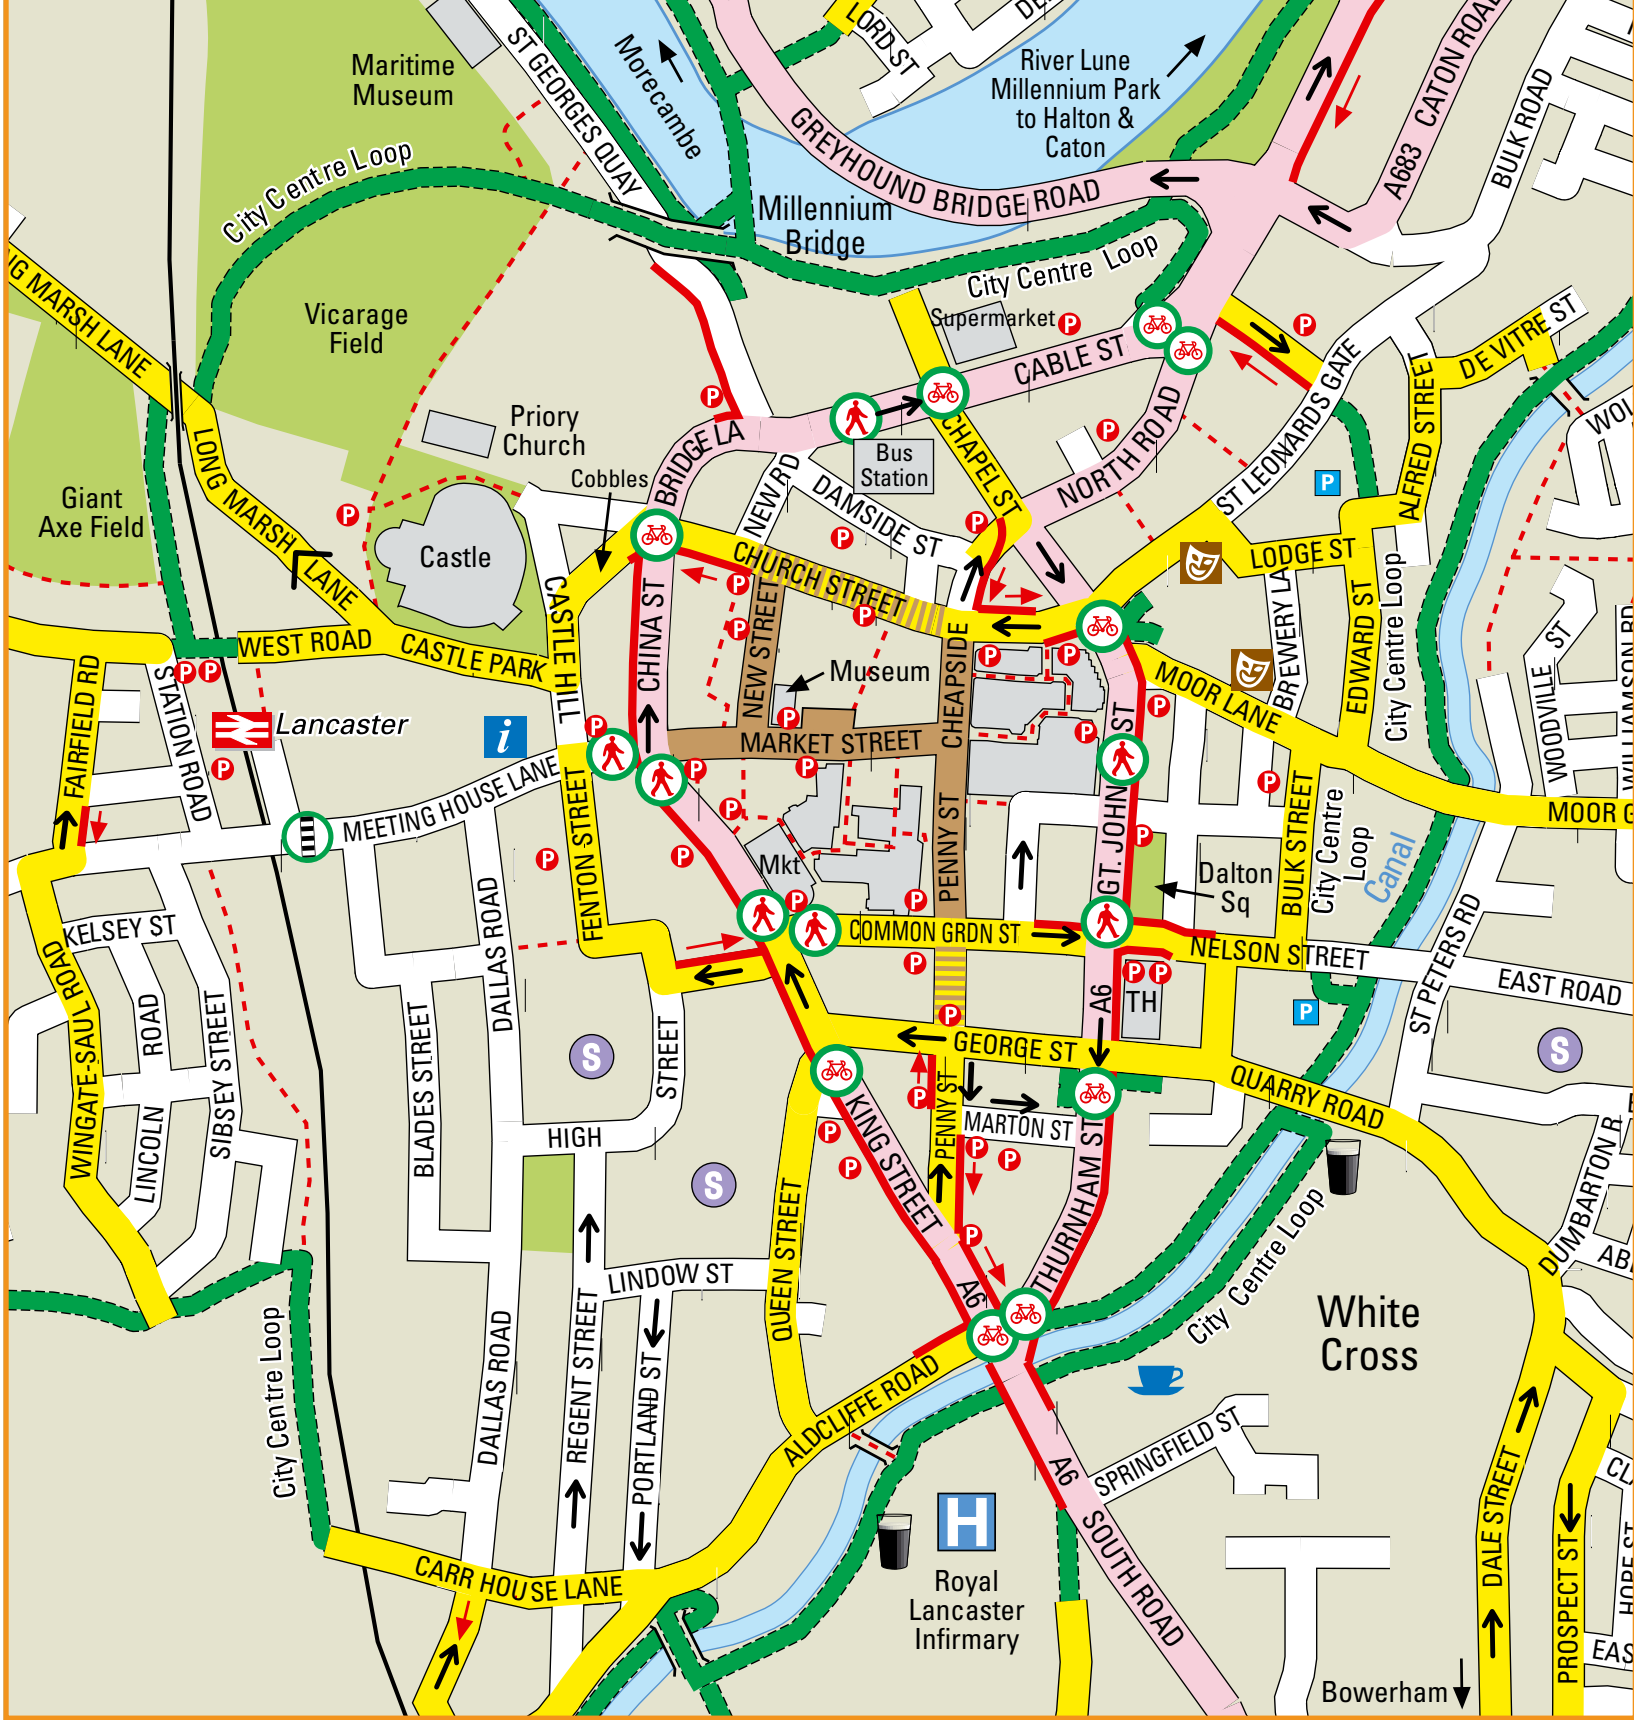 ST GEORGES QUAY
Maritime
Museum
Morecambe
LORD ST
River Lune
Millennium Park
to Halton &
Caton
A683 CATON ROAD
BULK ROAD
GREYHOUND BRIDGE ROAD
City Centre Loop
Millennium
Bridge
City Centre Loop
Vicarage
Field
MARSH LANE
Supermarket
P
P
CABLE ST
DE VITRE ST
ST LEONARDS GATE
ALFRED STREET
P
Priory
Church
Cobbles
BRIDGE LA
Bus
Station
CHAPEL ST
NORTH ROAD
P
Giant
Axe Field
LONG MARSH LANE
P
Castle
NEW RD
DAMSIDE ST
P
P
P
CHURCH STREET
P
P
LODGE ST
CASTLE HILL
CHINA ST
NEW STREET
P
Museum
P
CHEAPSIDE
P
P
BREWERY LA
EDWARD ST
City Centre Loop
WEST ROAD
CASTLE PARK
P
P
STATION ROAD
FAIRFIELD RD
Lancaster
P
i
P
MARKET STREET
P
P
P
P
GT. JOHN ST
MOOR LANE
P
WOODVILLE ST
WILLIAMSON RD
MOOR G
MEETING HOUSE LANE
FENTON STREET
P
P
P
Mkt
P
P
PENNY ST
P
Dalton
Sq
BULK STREET
City Centre
Loop
Canal
COMMON GRDN ST
P
NELSON STREET
EAST ROAD
ST PETERS RD
KELSEY ST
WINGATE-SAUL ROAD
LINCOLN ROAD
SIBSEY STREET
DALLAS ROAD
BLADES STREET
HIGH STREET
S
S
S
P
P
TH
A6
P
P
GEORGE ST
P
PENNY ST
MARTON ST
P
P
P
P
P
KING STREET
THURNHAM ST
A6
QUARRY ROAD
DUMBARTON R
QUEEN STREET
LINDOW ST
REGENT STREET
PORTLAND ST
DALLAS ROAD
City Centre Loop
City Centre Loop
White
Cross
ALDCLIFFE ROAD
A6
SPRINGFIELD ST
SOUTH ROAD
H
Royal
Lancaster
Infirmary
CARR HOUSE LANE
DALE STREET
PROSPECT ST
HOPE ST
Bowerham